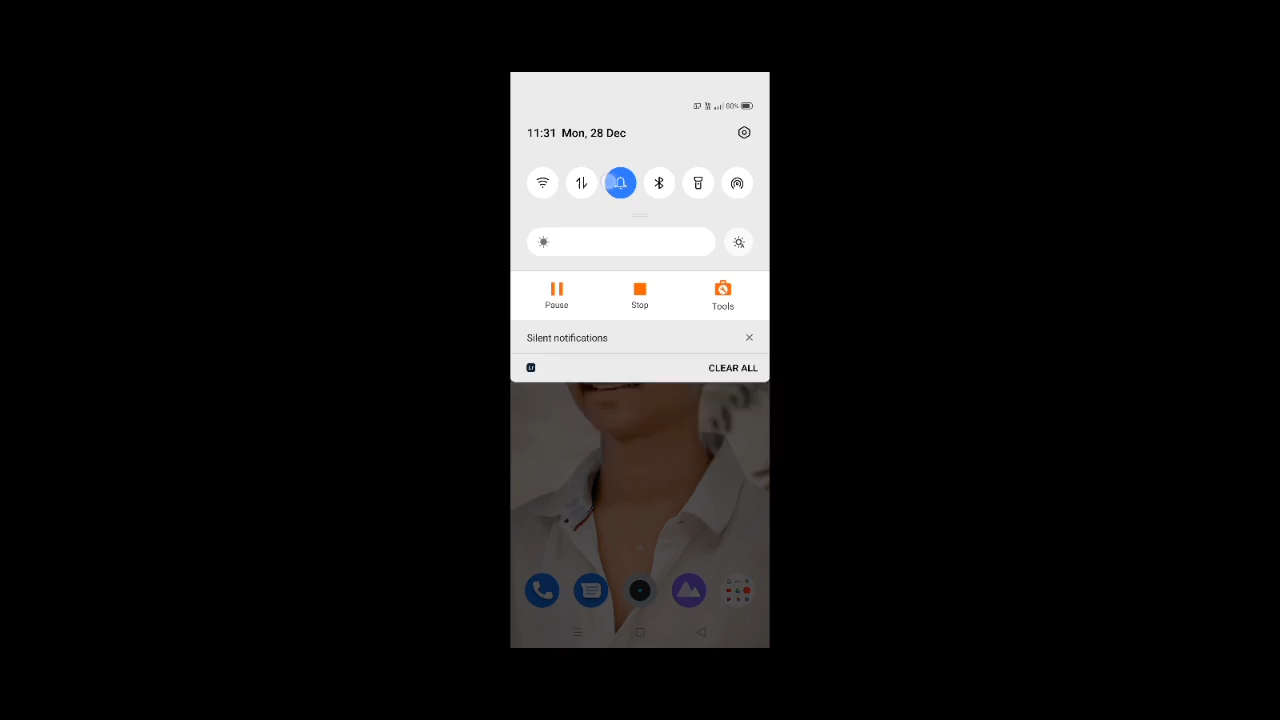 60%
11:31 Mon, 28 Dec
Pause Stop Tools
Silent notifications
CLEAR ALL